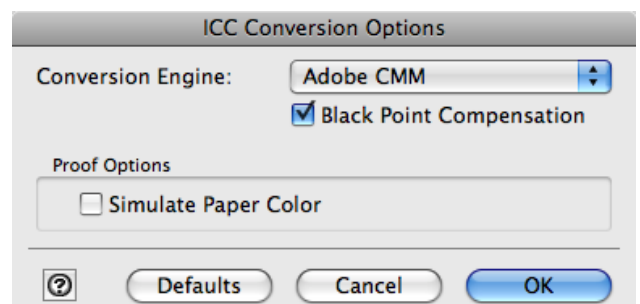 ICC Conversion Options
Conversion Engine: Adobe CMM
Black Point Compensation
Proof Options
Simulate Paper Color
? Defaults Cancel OK